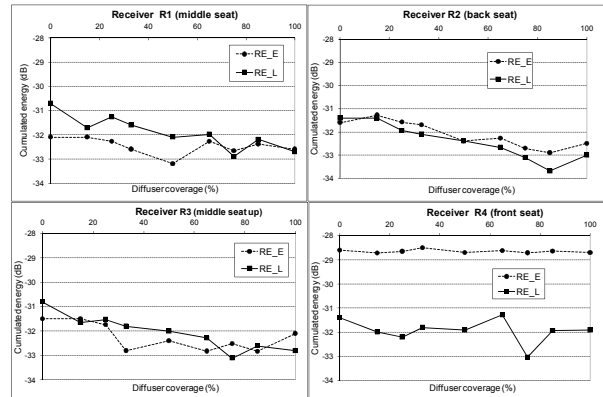 Receiver R1 (middle seat)
0 20 40 60 80 100
-28
-29
-30
-31
-32
-33
-34
Cumulated energy (dB)
RE_E
RE_L
Diffuser coverage (%)
Receiver R2 (back seat)
0 20 40 60 80 100
-28
-29
-30
-31
-32
-33
-34
Cumulated energy (dB)
RE_E
RE_L
Diffuser coverage (%)
Receiver R3 (middle seat up)
0 20 40 60 80 100
-28
-29
-30
-31
-32
-33
-34
Cumulated energy (dB)
RE_E
RE_L
Diffuser coverage (%)
Receiver R4 (front seat)
0 20 40 60 80 100
-28
-29
-30
-31
-32
-33
-34
Cumulated energy (dB)
RE_E
RE_L
Diffuser coverage (%)